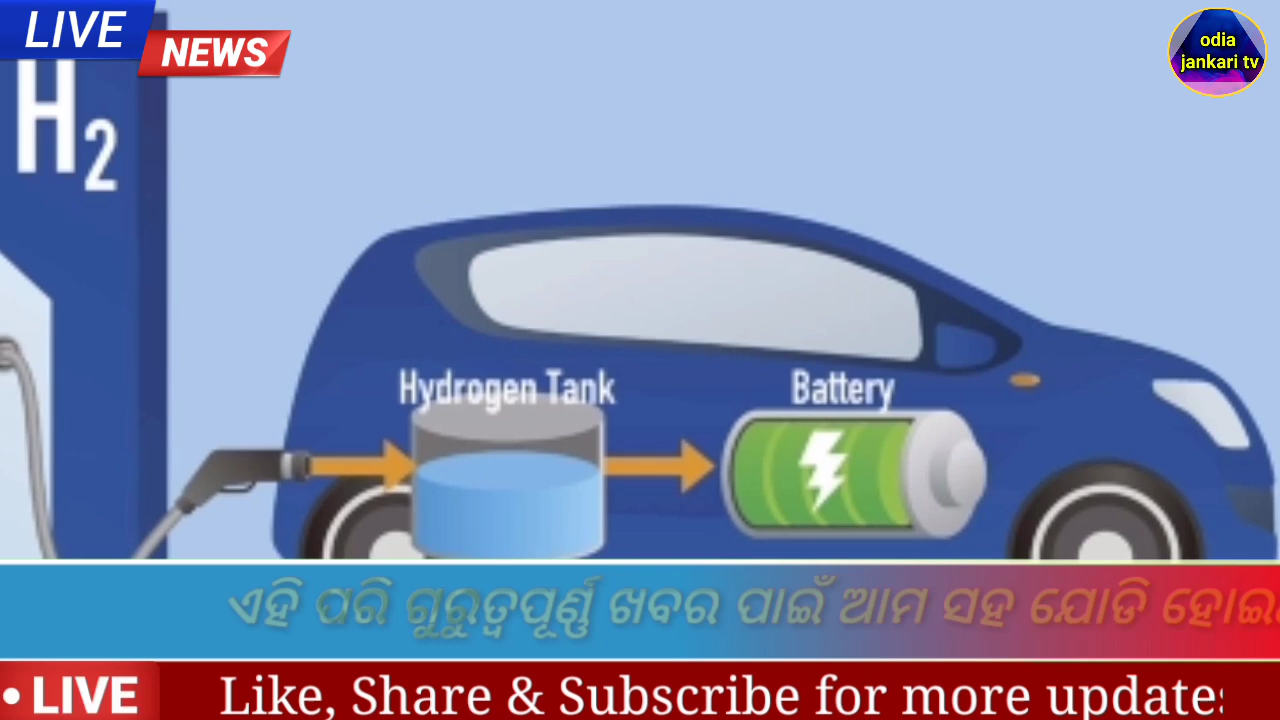 LIVE
NEWS
odia
jankari tv
H2
Hydrogen Tank
Battery
ଏହି ପରି ଗୁରୁତ୍ୱପୂର୍ଣ୍ଣ ଖବର ପାଇଁ ଆମ ସହ ଯୋଡି
• LIVE
Like, Share & Subscribe for more updates